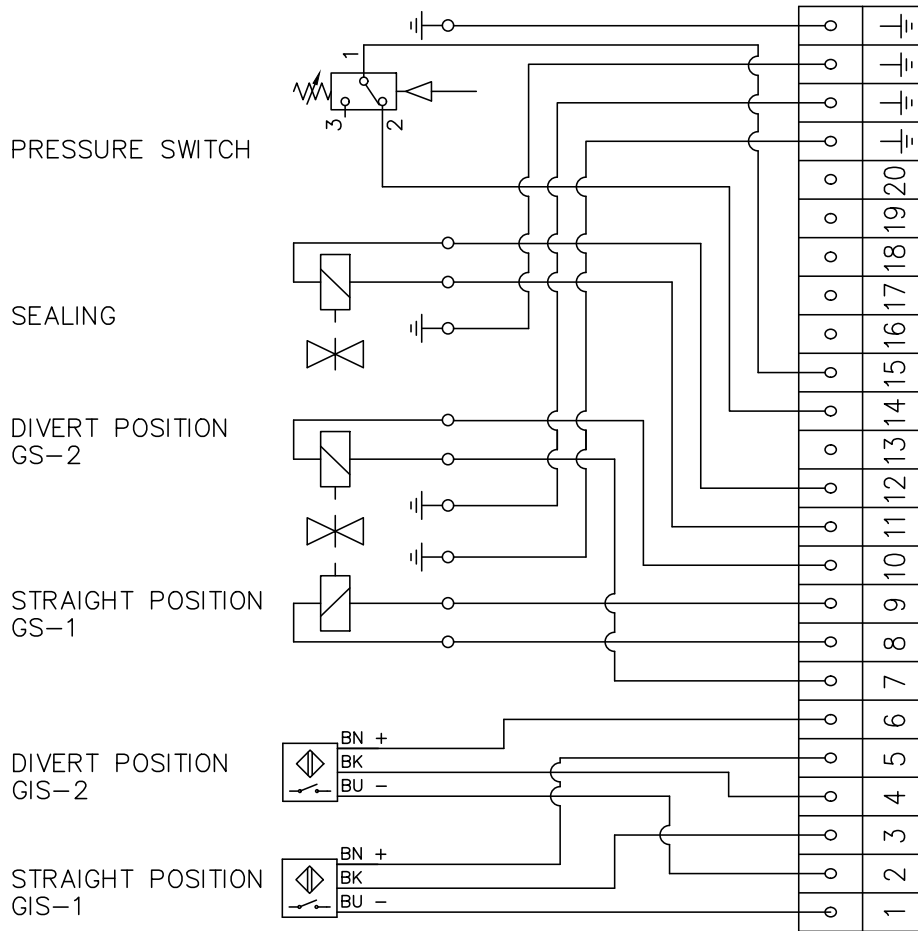 1
3
2
PRESSURE SWITCH
SEALING
DIVERT POSITION
GS-2
STRAIGHT POSITION
GS-1
DIVERT POSITION
GIS-2
BN +
BK
BU -
STRAIGHT POSITION
GIS-1
BN +
BK
BU -
20
19
18
17
16
15
14
13
12
11
10
9
8
7
6
5
4
3
2
1